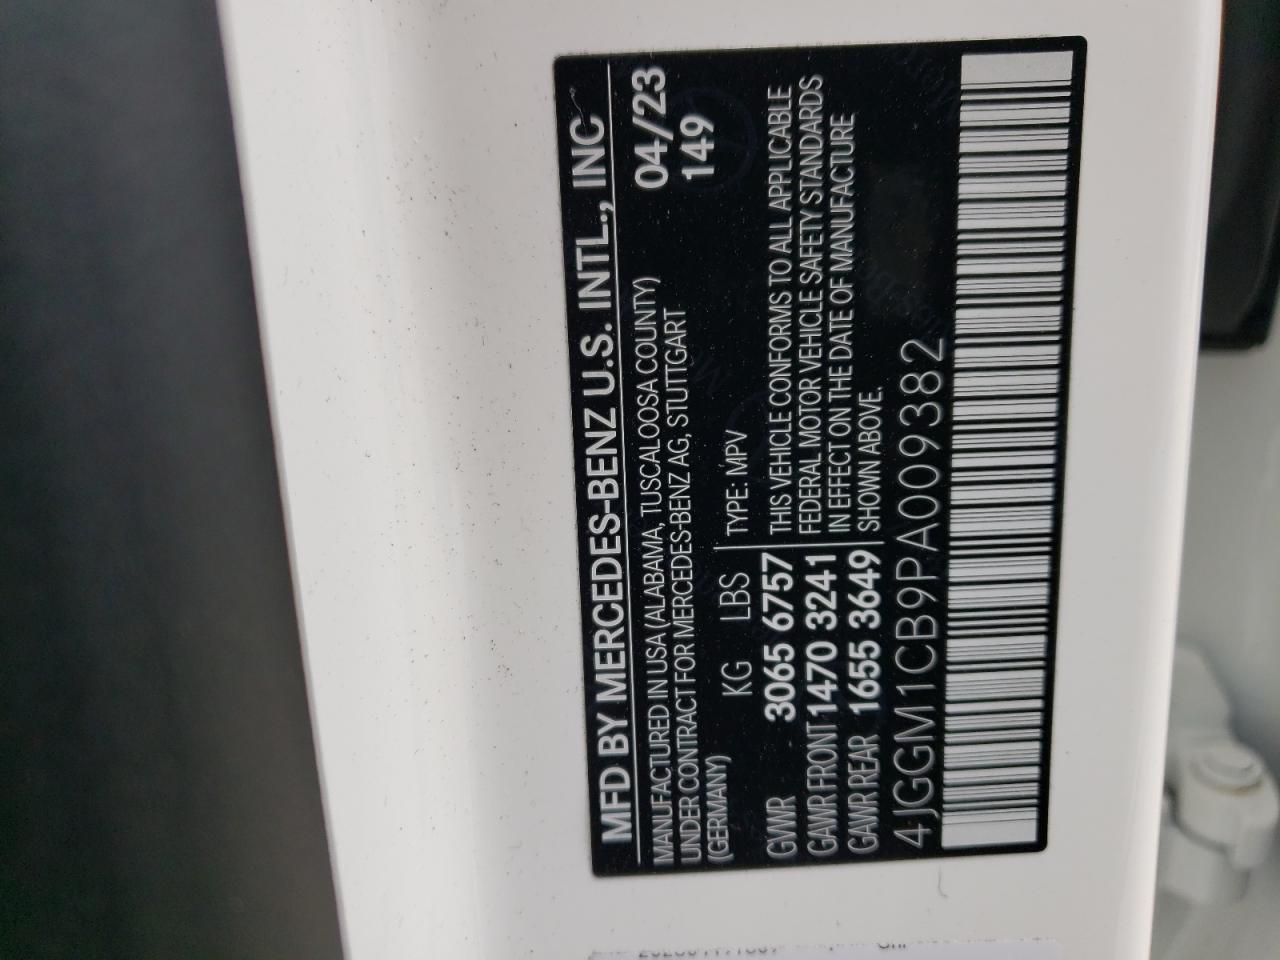 MFD BY MERCEDES-BENZ U.S. INTL., INC
MANUFACTURED IN USA (ALABAMA, TUSCALOOSA COUNTY) 04/23
UNDER CONTRACT FOR MERCEDES-BENZ AG, STUTTGART 149
(GERMANY)
KG LBS TYPE: MPV
GVWR 3065 6757 THIS VEHICLE CONFORMS TO ALL APPLICABLE
GAWR FRONT 1470 3241 FEDERAL MOTOR VEHICLE SAFETY STANDARDS
IN EFFECT ON THE DATE OF MANUFACTURE
GAWR REAR 1655 3649 SHOWN ABOVE.
4JGGM1CB9PA009382